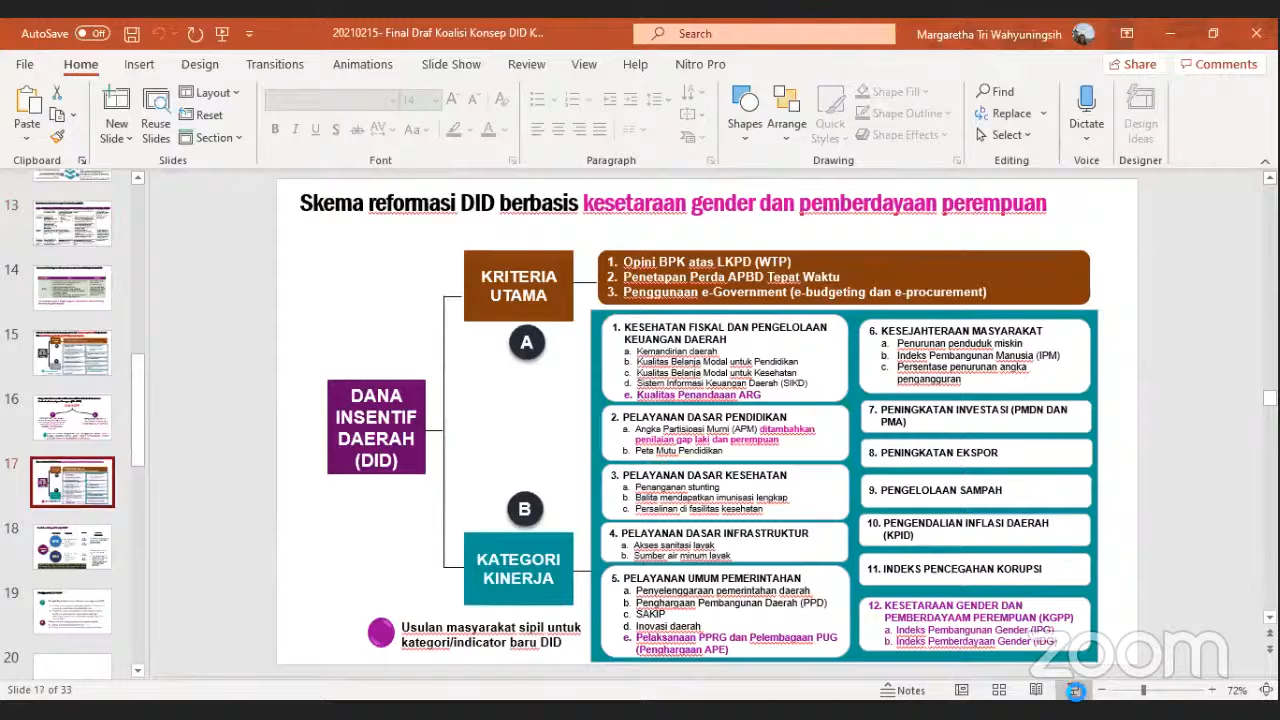 AutoSave Off
20210215- Final Draf Koalisi Konsep DID K...
Search
Margaretha Tri Wahyuningsih
File Home Insert Design Transitions Animations Slide Show Review View Help Nitro Pro
Share Comments
Paste
New Slide
Reuse Slides
Layout
Reset
Section
14
B I U S ab AV Aa A
Shapes Arrange Quick Styles
Shape Fill
Shape Outline
Shape Effects
Find
Replace
Select
Dictate
Design Ideas
Clipboard Slides Font Paragraph Drawing Editing Voice Designer
13
14
15
16
17
18
19
20
Skema reformasi DID berbasis kesetaraan gender dan pemberdayaan perempuan
DANA
INSENTIF
DAERAH
(DID)
KRITERIA
UTAMA
A
1. Opini BPK atas LKPD (WTP)
2. Penetapan Perda APBD Tepat Waktu
3. Penggunaan e-Government (e-budgeting dan e-procurement)
B
KATEGORI
KINERJA
1. KESEHATAN FISKAL DAN PENGELOLAAN
KEUANGAN DAERAH
a. Kemandirian daerah
b. Kualitas Belanja Modal untuk Pendidikan
c. Kualitas Belanja Modal untuk Kesehatan
d. Sistem Informasi Keuangan Daerah (SIKD)
e. Kualitas Penandaaan ARG
2. PELAYANAN DASAR PENDIDIKAN
a. Angka Partisipasi Murni (APM) ditambahkan
penilaian gap laki dan perempuan
b. Peta Mutu Pendidikan
3. PELAYANAN DASAR KESEHATAN
a. Penanganan stunting
b. Balita mendapatkan imunisasi lengkap
c. Persalinan di fasilitas kesehatan
4. PELAYANAN DASAR INFRASTRUKTUR
a. Akses sanitasi layak
b. Sumber air minum layak
5. PELAYANAN UMUM PEMERINTAHAN
a. Penyelenggaraan pemerintahan daerah
b. Penghargaan Pembangunan Daerah (PPD)
c. SAKIP
d. Inovasi daerah
e. Pelaksanaan PPRG dan Pelembagaan PUG
(Penghargaan APE)
6. KESEJAHTERAAN MASYARAKAT
a. Penurunan penduduk miskin
b. Indeks Pembangunan Manusia (IPM)
c. Persentase penurunan angka
pengangguran
7. PENINGKATAN INVESTASI (PMDN DAN
PMA)
8. PENINGKATAN EKSPOR
9. PENGELOLAAN SAMPAH
10. PENGENDALIAN INFLASI DAERAH
(KPID)
11. INDEKS PENCEGAHAN KORUPSI
12. KESETARAAN GENDER DAN
PEMBERDAYAAM PEREMPUAN (KGPP)
a. Indeks Pembangunan Gender (IPG)
b. Indeks Pemberdayaan Gender (IDG)
Usulan masyarakat sipil untuk
kategori/indicator baru DID
zoom
Slide 17 of 33
Notes
72%